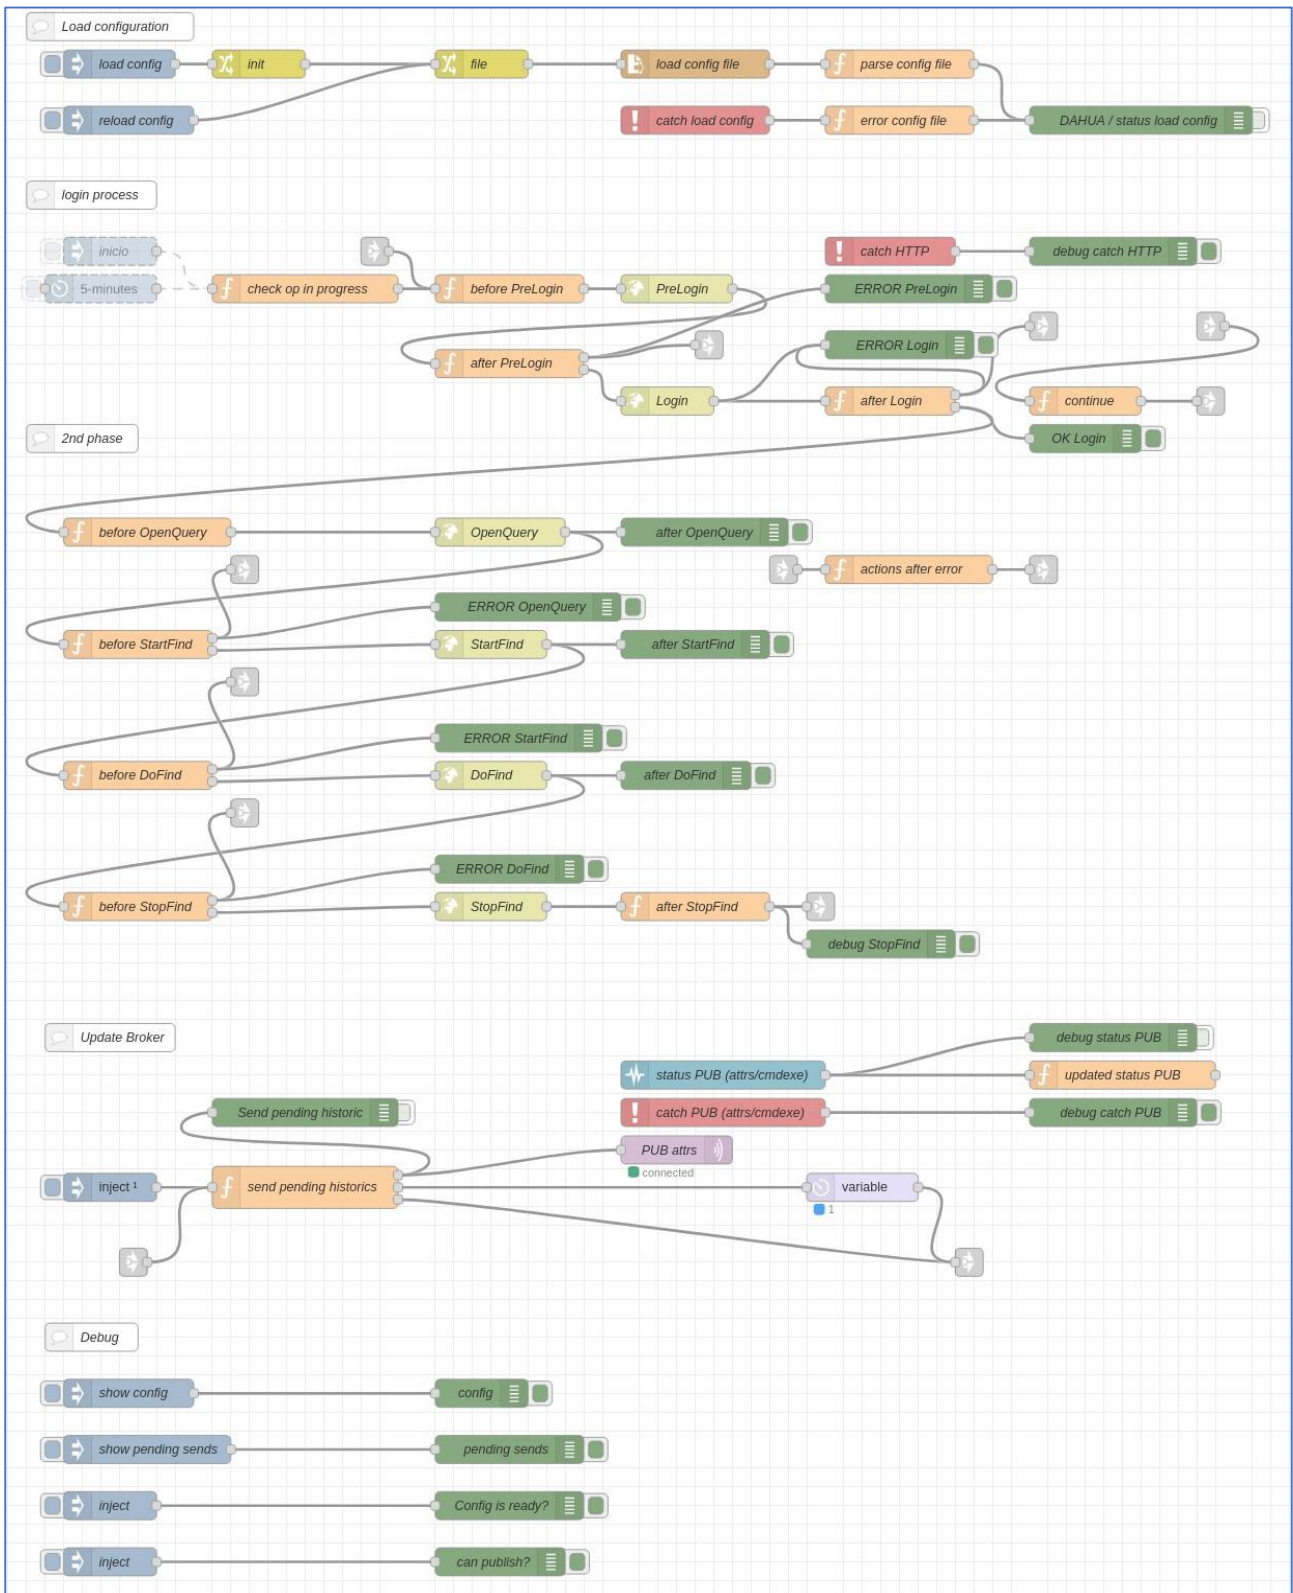 Load configuration
load config
init
file
load config file
parse config file
reload config
catch load config
error config file
DAHUA / status load config
login process
inicio
catch HTTP
debug catch HTTP
5-minutes
check op in progress
before PreLogin
PreLogin
ERROR PreLogin
ERROR Login
after PreLogin
Login
after Login
continue
2nd phase
OK Login
before OpenQuery
OpenQuery
after OpenQuery
actions after error
ERROR OpenQuery
before StartFind
StartFind
after StartFind
ERROR StartFind
before DoFind
DoFind
after DoFind
ERROR DoFind
before StopFind
StopFind
after StopFind
debug StopFind
Update Broker
debug status PUB
status PUB (attrs/cmdexe)
updated status PUB
Send pending historic
catch PUB (attrs/cmdexe)
debug catch PUB
PUB attrs
connected
inject ¹
send pending historics
variable
1
Debug
show config
config
show pending sends
pending sends
inject
Config is ready?
inject
can publish?